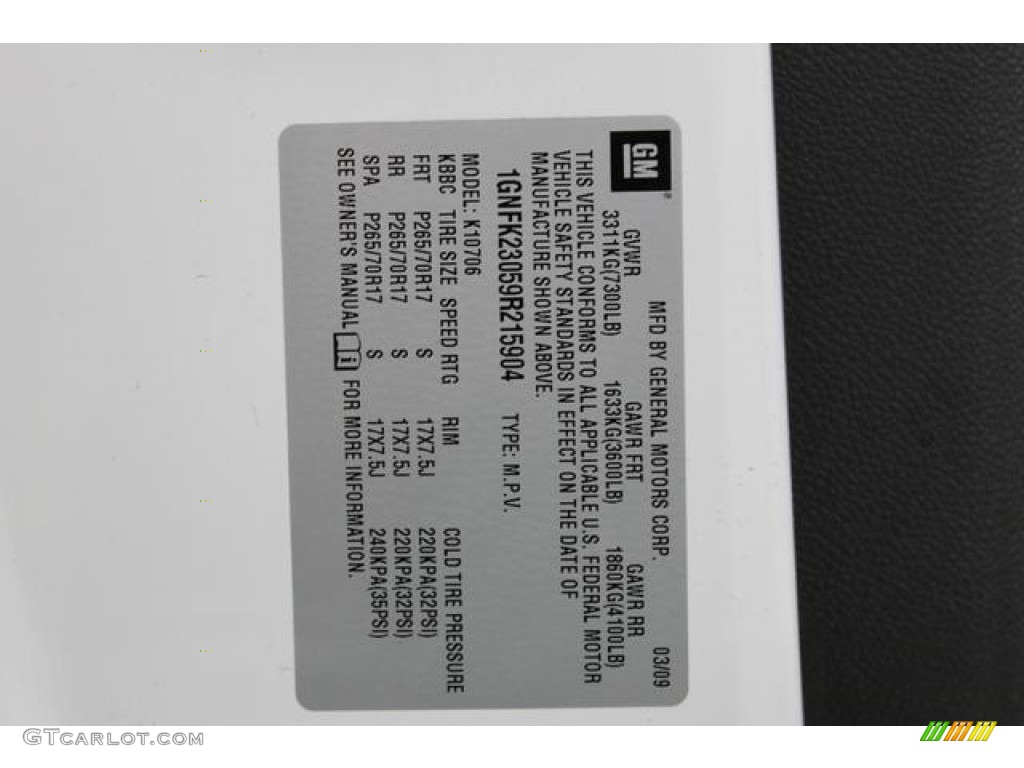 GM
MFD BY GENERAL MOTORS CORP. 03/09
GVWR GAWR FRT GAWR RR
3311KG(7300LB) 1633KG(3600LB) 1860KG(4100LB)
THIS VEHICLE CONFORMS TO ALL APPLICABLE U.S. FEDERAL MOTOR
VEHICLE SAFETY STANDARDS IN EFFECT ON THE DATE OF
MANUFACTURE SHOWN ABOVE.
1GNFK23059R215904 TYPE: M.P.V.
MODEL: K10706
KBBC TIRE SIZE SPEED RTG RIM COLD TIRE PRESSURE
FRT P265/70R17 S 17X7.5J 220KPA(32PSI)
RR P265/70R17 S 17X7.5J 220KPA(32PSI)
SPA P265/70R17 S 17X7.5J 240KPA(35PSI)
SEE OWNER'S MANUAL i FOR MORE INFORMATION.
GTCARLOT.COM